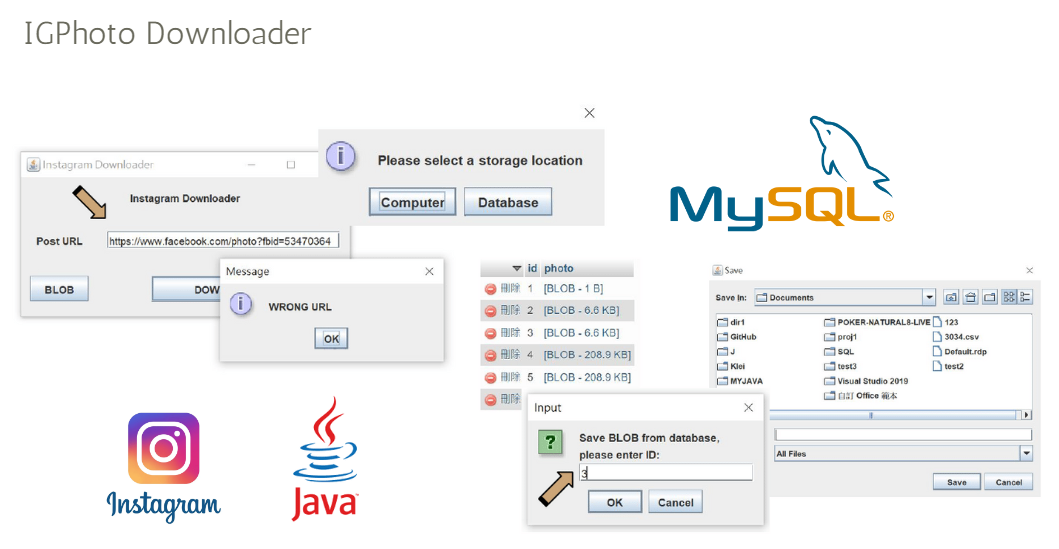 IGPhoto Downloader
Instagram Downloader
Instagram Downloader
Post URL
https://www.facebook.com/photo?fbid=53470364
BLOB
DOW
Message
WRONG URL
OK
Please select a storage location
Computer
Database
MySQL®
id photo
刪除 1 [BLOB - 1 B]
刪除 2 [BLOB - 6.6 KB]
刪除 3 [BLOB - 6.6 KB]
刪除 4 [BLOB - 208.9 KB]
刪除 5 [BLOB - 208.9 KB]
刪除
Input
Save BLOB from database,
please enter ID:
3
OK
Cancel
Save
Save In:
Documents
dir1
GitHub
J
Klei
MYJAVA
POKER-NATURAL8-LIVE
proj1
SQL
test3
Visual Studio 2019
自訂 Office 範本
123
3034.csv
Default.rdp
test2
All Files
Save
Cancel
Instagram
Java™